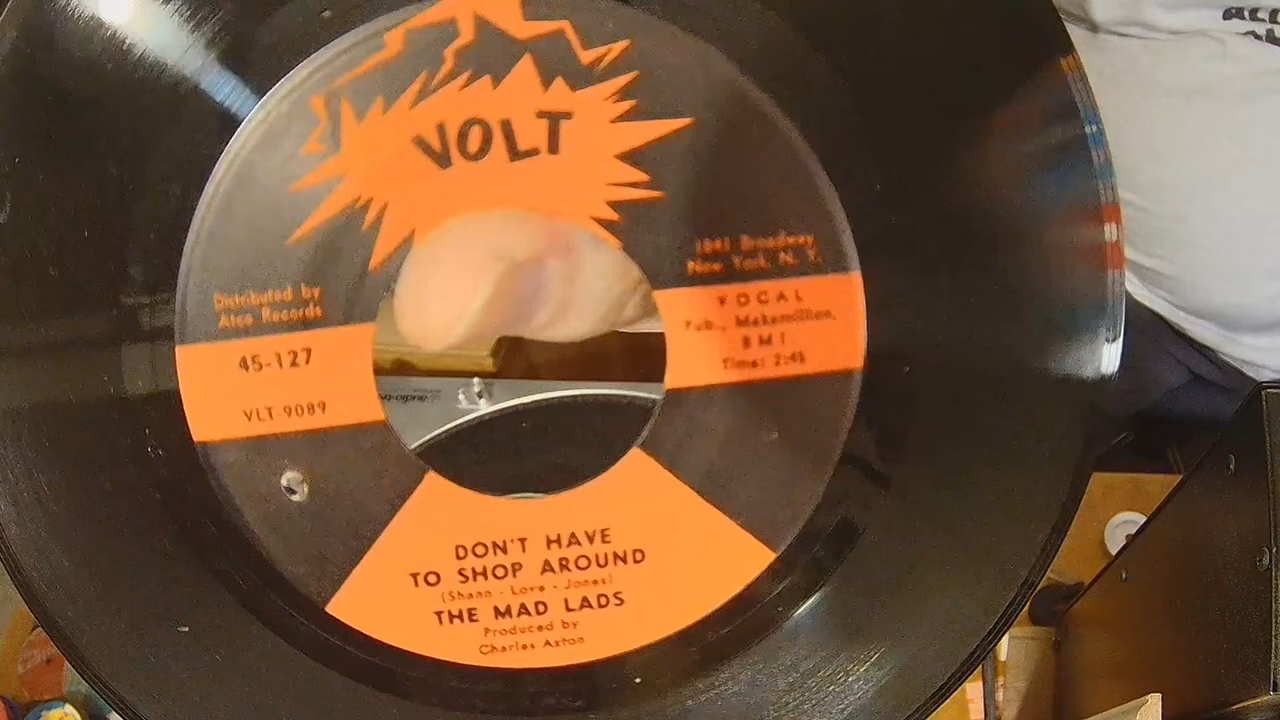 VOLT
Distributed by
Atco Records
45-127
VLT 9089
1841 Broadway
New York, N. Y.
VOCAL
Pub., Makamillion,
BMI
Time: 2:45
DON'T HAVE
TO SHOP AROUND
(Shann - Love - Jones)
THE MAD LADS
Produced by
Charles Axton